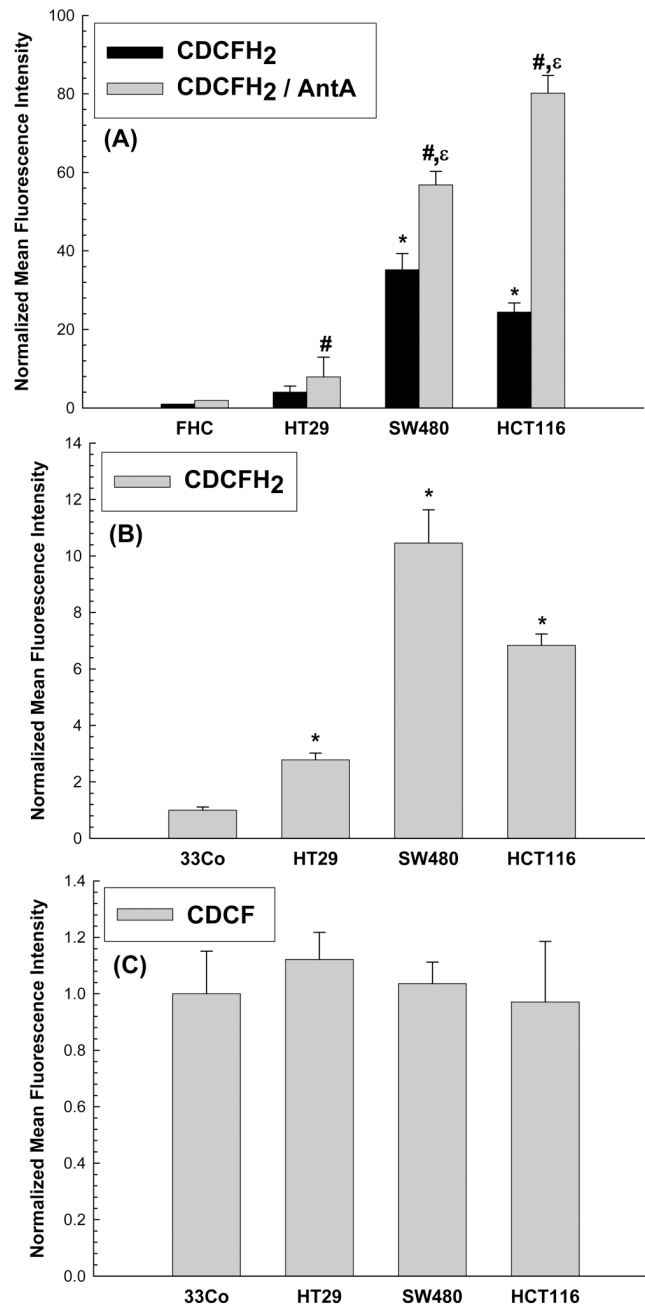 100
80
60
40
20
0
Normalized Mean Fluorescence Intensity
CDCFH2
CDCFH2 / AntA
(A)
#
*
#,ε
*
#,ε
FHC HT29 SW480 HCT116
14
12
10
8
6
4
2
0
Normalized Mean Fluorescence Intensity
CDCFH2
(B)
*
*
*
33Co HT29 SW480 HCT116
1.4
1.2
1.0
0.8
0.6
0.4
0.2
0.0
Normalized Mean Fluorescence Intensity
CDCF
(C)
33Co HT29 SW480 HCT116